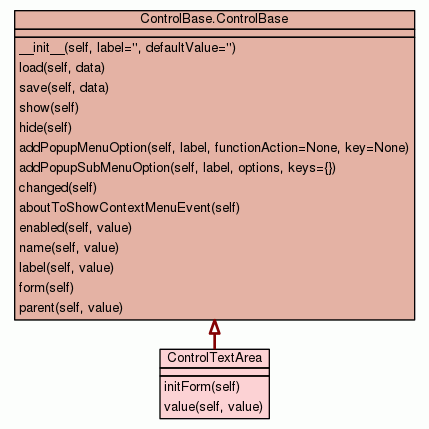 ControlBase.ControlBase
__init__(self, label='', defaultValue='')
load(self, data)
save(self, data)
show(self)
hide(self)
addPopupMenuOption(self, label, functionAction=None, key=None)
addPopupSubMenuOption(self, label, options, keys={})
changed(self)
aboutToShowContextMenuEvent(self)
enabled(self, value)
name(self, value)
label(self, value)
form(self)
parent(self, value)
ControlTextArea
initForm(self)
value(self, value)